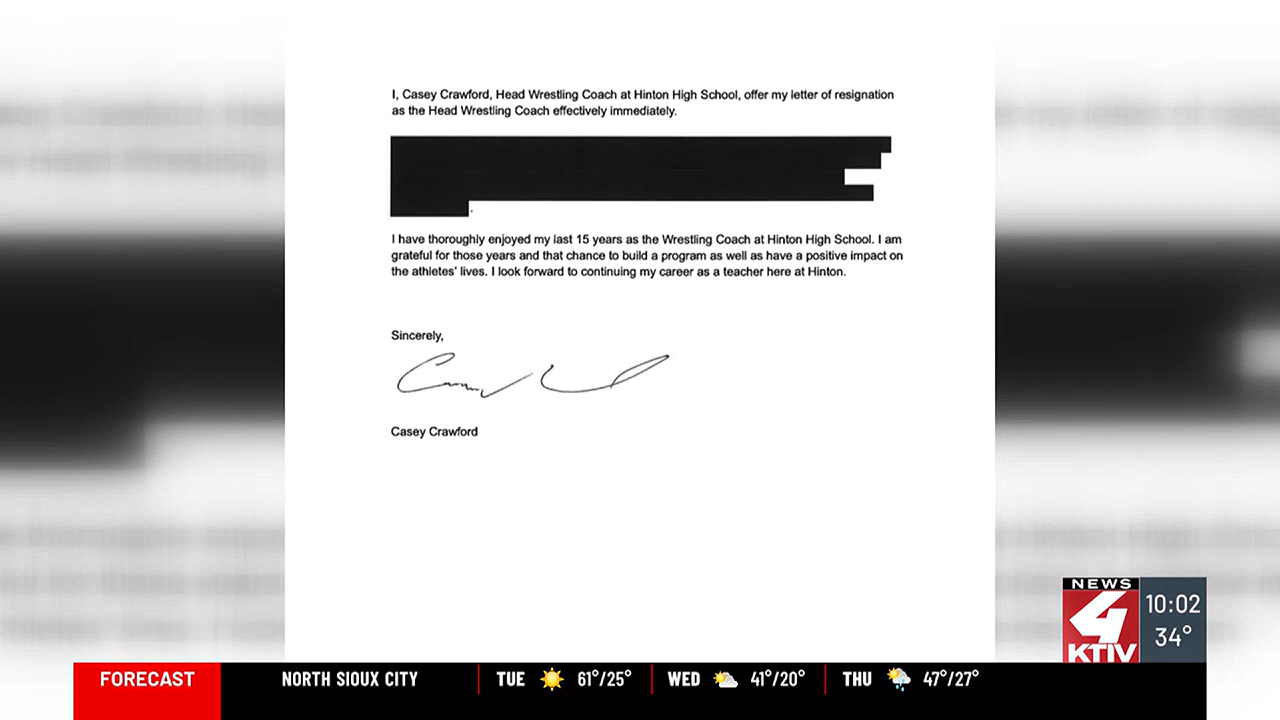 I, Casey Crawford, Head Wrestling Coach at Hinton High School, offer my letter of resignation
as the Head Wrestling Coach effectively immediately.
I have thoroughly enjoyed my last 15 years as the Wrestling Coach at Hinton High School. I am
grateful for those years and that chance to build a program as well as have a positive impact on
the athletes' lives. I look forward to continuing my career as a teacher here at Hinton.
Sincerely,
Casey Crawford
NEWS
4
KTIV
10:02
34°
FORECAST
NORTH SIOUX CITY
TUE 61°/25°
WED 41°/20°
THU 47°/27°